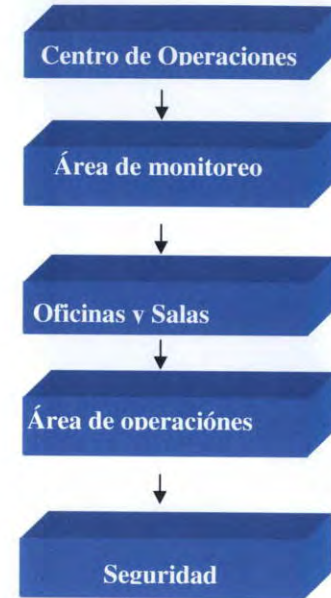 Centro de Operaciones
Área de monitoreo
Oficinas y Salas
Área de operaciónes
Seguridad